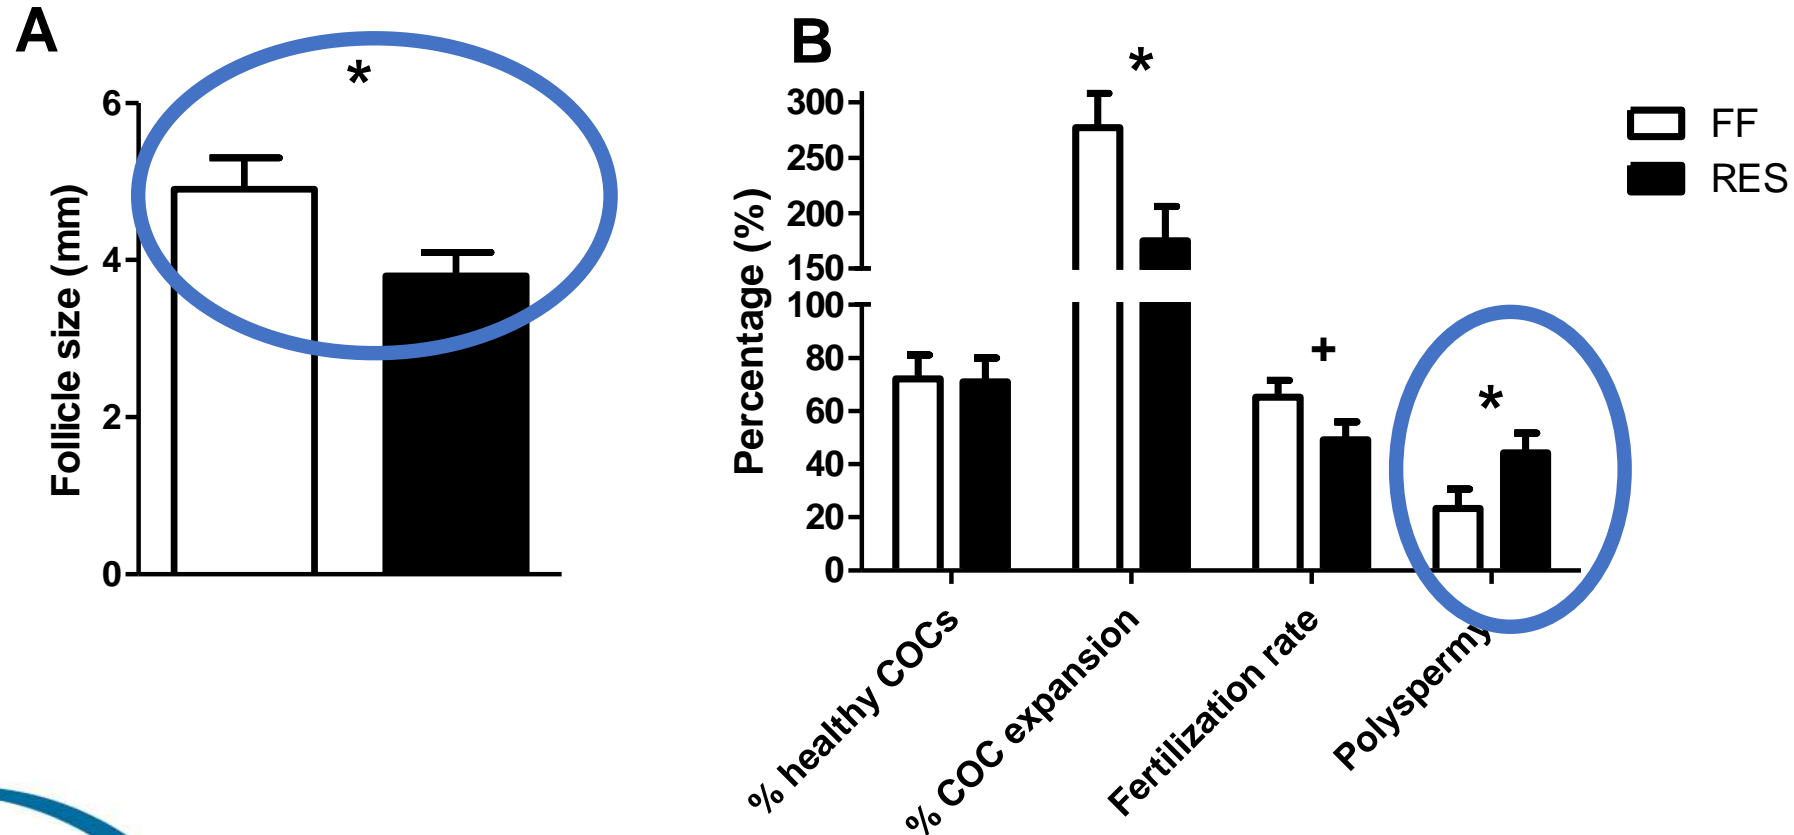 A
*
6
4
2
0
Follicle size (mm)
B
*
300
250
200
150
100
80
60
40
20
0
Percentage (%)
+
*
% healthy COCs
% COC expansion
Fertilization rate
Polyspermy
FF
RES